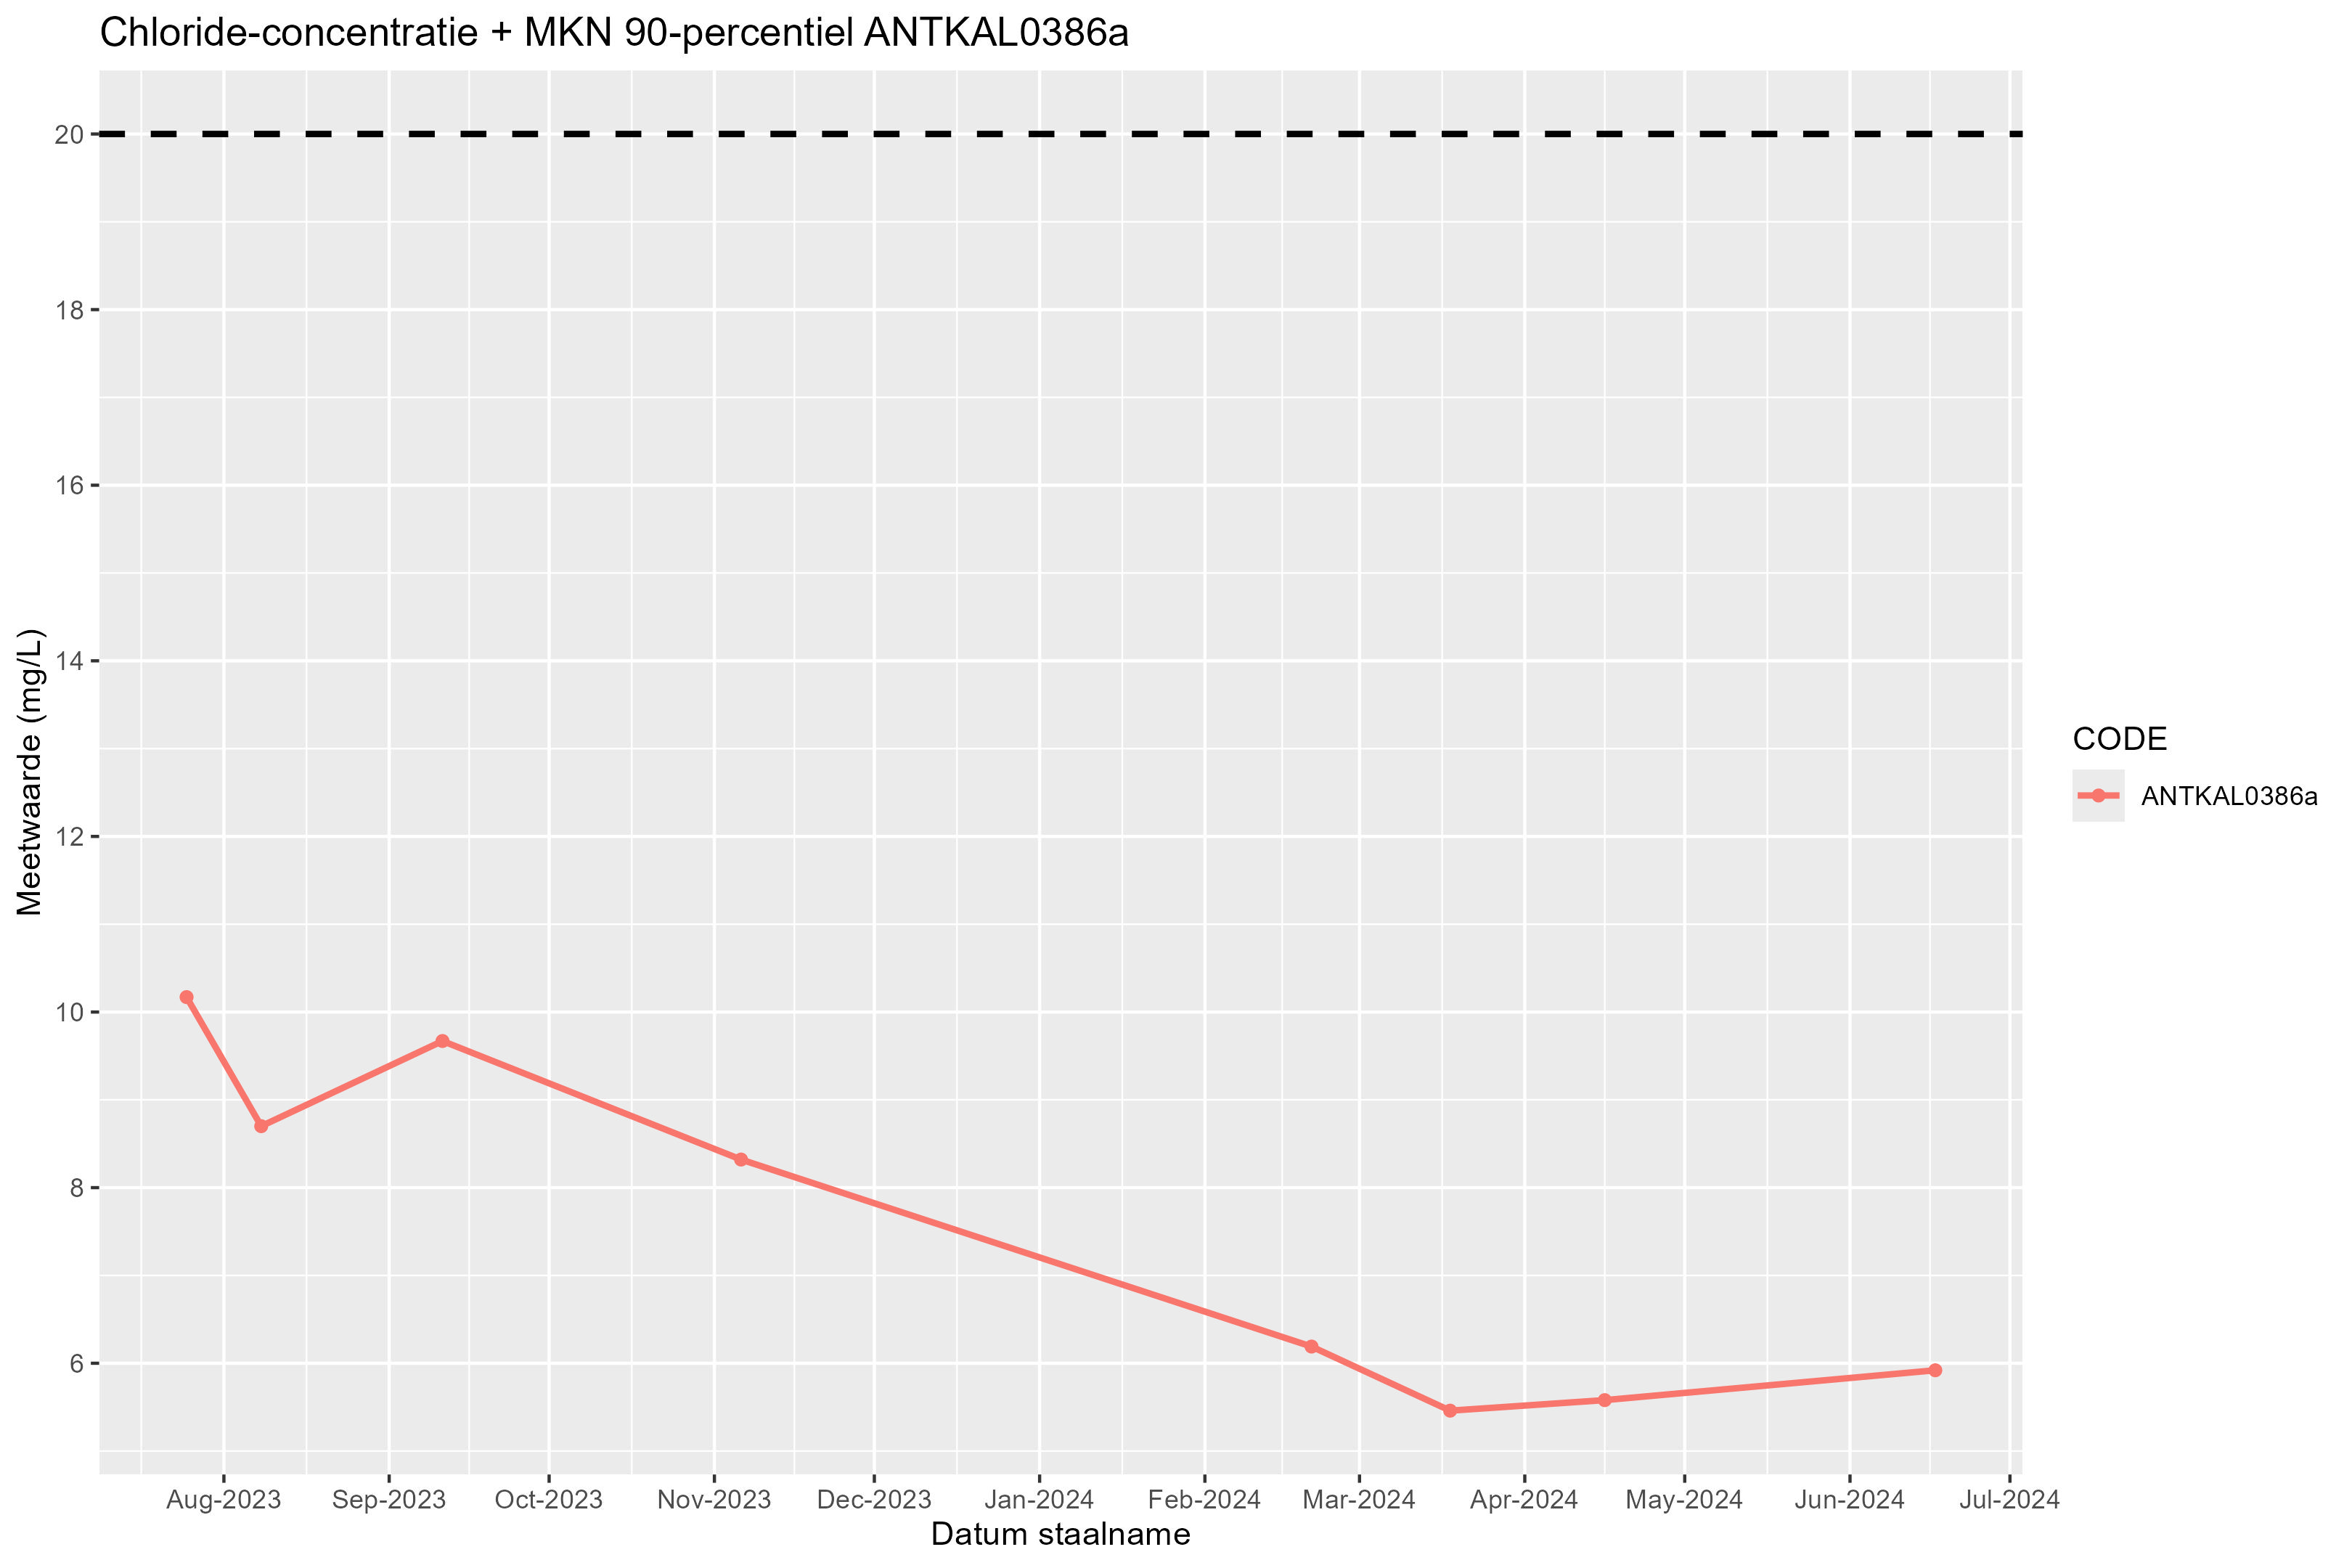 Chloride-concentratie + MKN 90-percentiel ANTKAL0386a
Meetwaarde (mg/L)
20
18
16
14
12
10
8
6
Aug-2023 Sep-2023 Oct-2023 Nov-2023 Dec-2023 Jan-2024 Feb-2024 Mar-2024 Apr-2024 May-2024 Jun-2024 Jul-2024
Datum staalname
CODE
ANTKAL0386a